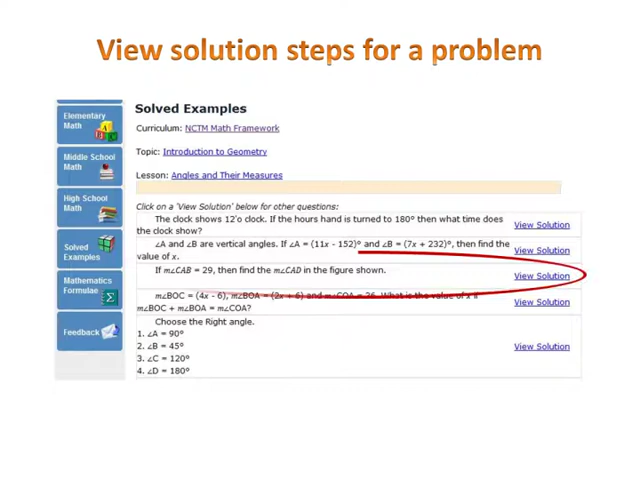 View solution steps for a problem
Elementary
Math
Middle School
Math
High School
Math
Solved
Examples
Mathematics
Formulae
Feedback
Solved Examples
Curriculum: NCTM Math Framework
Topic: Introduction to Geometry
Lesson: Angles and Their Measures
Click on a 'View Solution' below for other questions:
The clock shows 12'o clock. If the hours hand is turned to 180° then what time does
the clock show?
View Solution
∠A and ∠B are vertical angles. If ∠A = (11x - 152)° and ∠B = (7x + 232)°, then find the
value of x.
View Solution
If m∠CAB = 29, then find the m∠CAD in the figure shown.
View Solution
m∠BOC = (4x - 6), m∠BOA = (2x + 6) and m∠COA = 26. What is the value of x if
m∠BOC + m∠BOA = m∠COA?
View Solution
Choose the Right angle.
1. ∠A = 90°
2. ∠B = 45°
3. ∠C = 120°
4. ∠D = 180°
View Solution